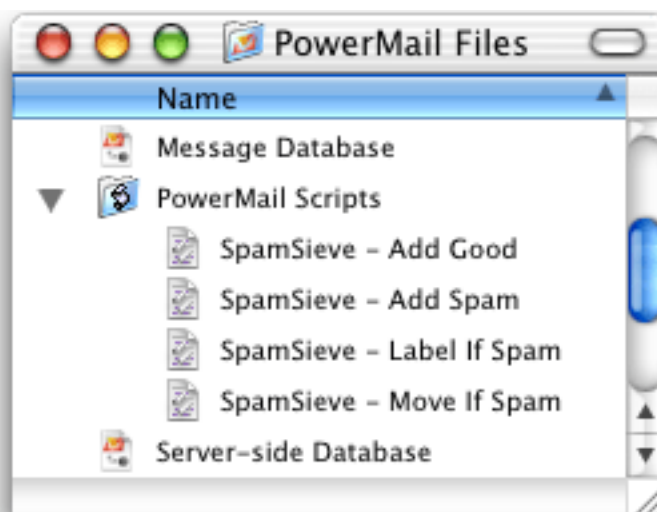 PowerMail Files
Name
Message Database
PowerMail Scripts
SpamSieve – Add Good
SpamSieve – Add Spam
SpamSieve – Label If Spam
SpamSieve – Move If Spam
Server-side Database